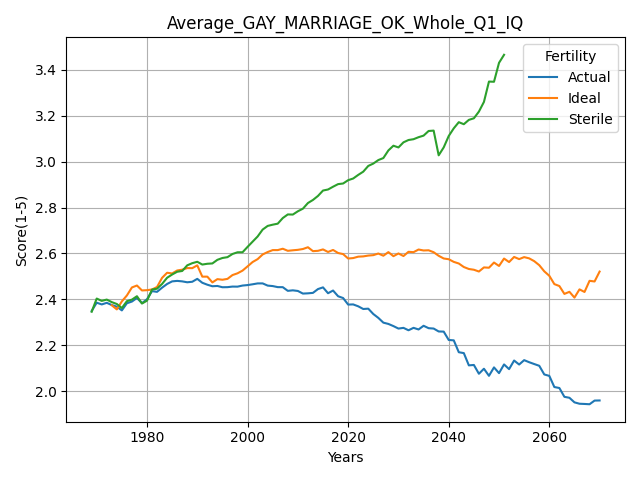 Average_GAY_MARRIAGE_OK_Whole_Q1_IQ
Fertility
Actual
Ideal
Sterile
Score(1-5)
3.4
3.2
3.0
2.8
2.6
2.4
2.2
2.0
1980 2000 2020 2040 2060
Years